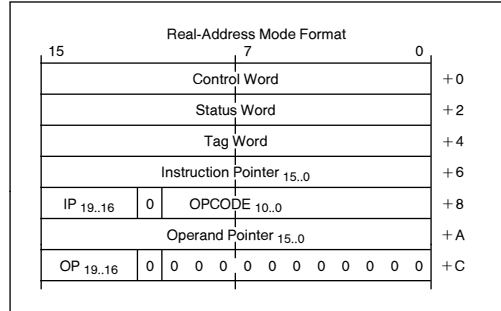 Real-Address Mode Format
15 7 0
Control Word +0
Status Word +2
Tag Word +4
Instruction Pointer 15..0 +6
IP 19..16 0 OPCODE 10..0 +8
Operand Pointer 15..0 +A
OP 19..16 0 0 0 0 0 0 0 0 0 0 0 0 +C